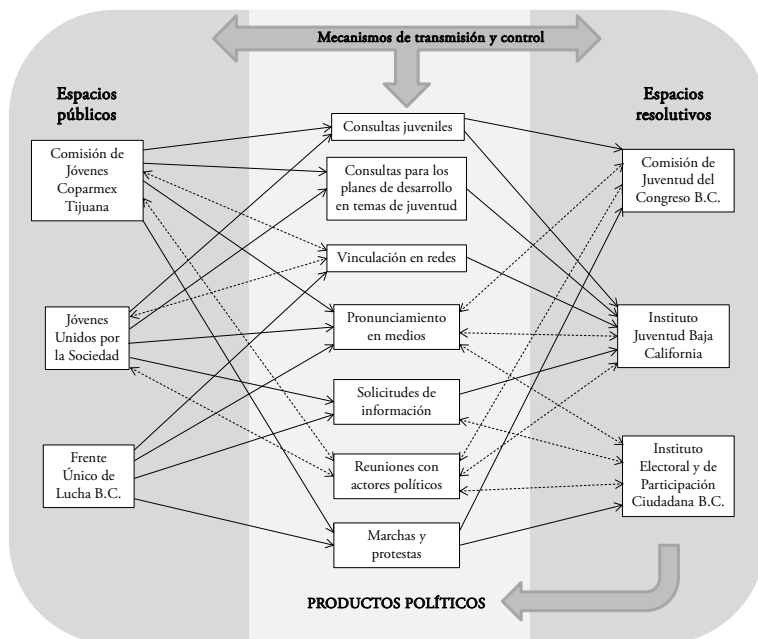 Mecanismos de transmisión y control
Espacios
públicos
Comisión de
Jóvenes
Coparmex
Tijuana
Jóvenes
Unidos por
la Sociedad
Frente
Único de
Lucha B.C.
Consultas juveniles
Consultas para los
planes de desarrollo
en temas de juventud
Vinculación en redes
Pronunciamiento
en medios
Solicitudes de
información
Reuniones con
actores políticos
Marchas y
protestas
Espacios
resolutivos
Comisión de
Juventud del
Congreso B.C.
Instituto
Juventud Baja
California
Instituto
Electoral y de
Participación
Ciudadana B.C.
PRODUCTOS POLÍTICOS